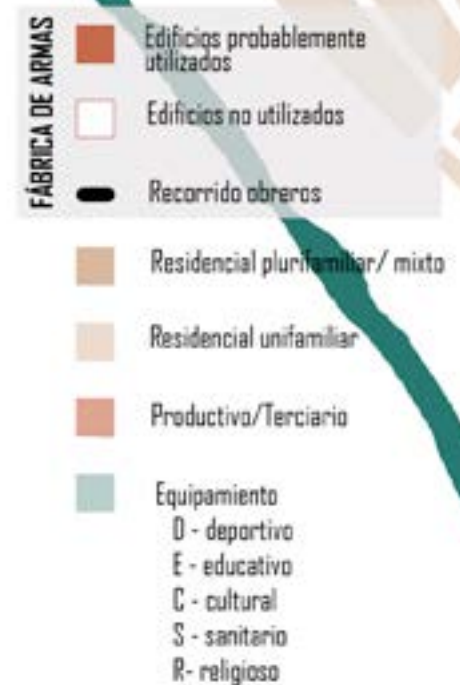 FÁBRICA DE ARMAS
Edificios probablemente
utilizados
Edificios no utilizados
Recorrido obreros
Residencial plurifamiliar/ mixto
Residencial unifamiliar
Productivo/Terciario
Equipamiento
D - deportivo
E - educativo
C - cultural
S - sanitario
R- religioso